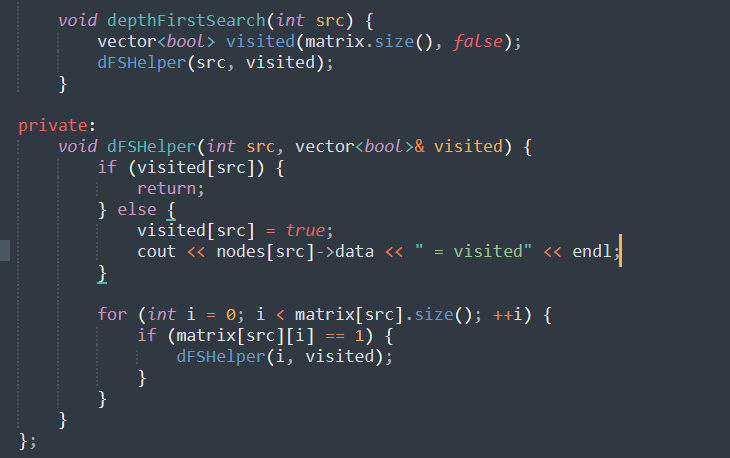 void depthFirstSearch(int src) {
vector<bool> visited(matrix.size(), false);
dFSHelper(src, visited);
}
private:
void dFSHelper(int src, vector<bool>& visited) {
if (visited[src]) {
return;
} else {
visited[src] = true;
cout << nodes[src]->data << " = visited" << endl;
}
for (int i = 0; i < matrix[src].size(); ++i) {
if (matrix[src][i] == 1) {
dFSHelper(i, visited);
}
}
}
};